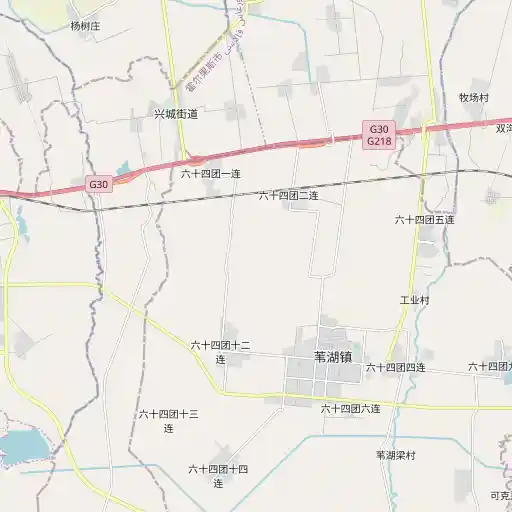 杨树庄
霍尔果斯市
牧场村
兴城街道
G30
G218
双沟
六十四团一连
G30
六十四团二连
六十四团五连
工业村
六十四团十二
连
苇湖镇
六十四团四连
六十四团九
六十四团六连
六十四团十三
连
苇湖梁村
六十四团十四
连
可克